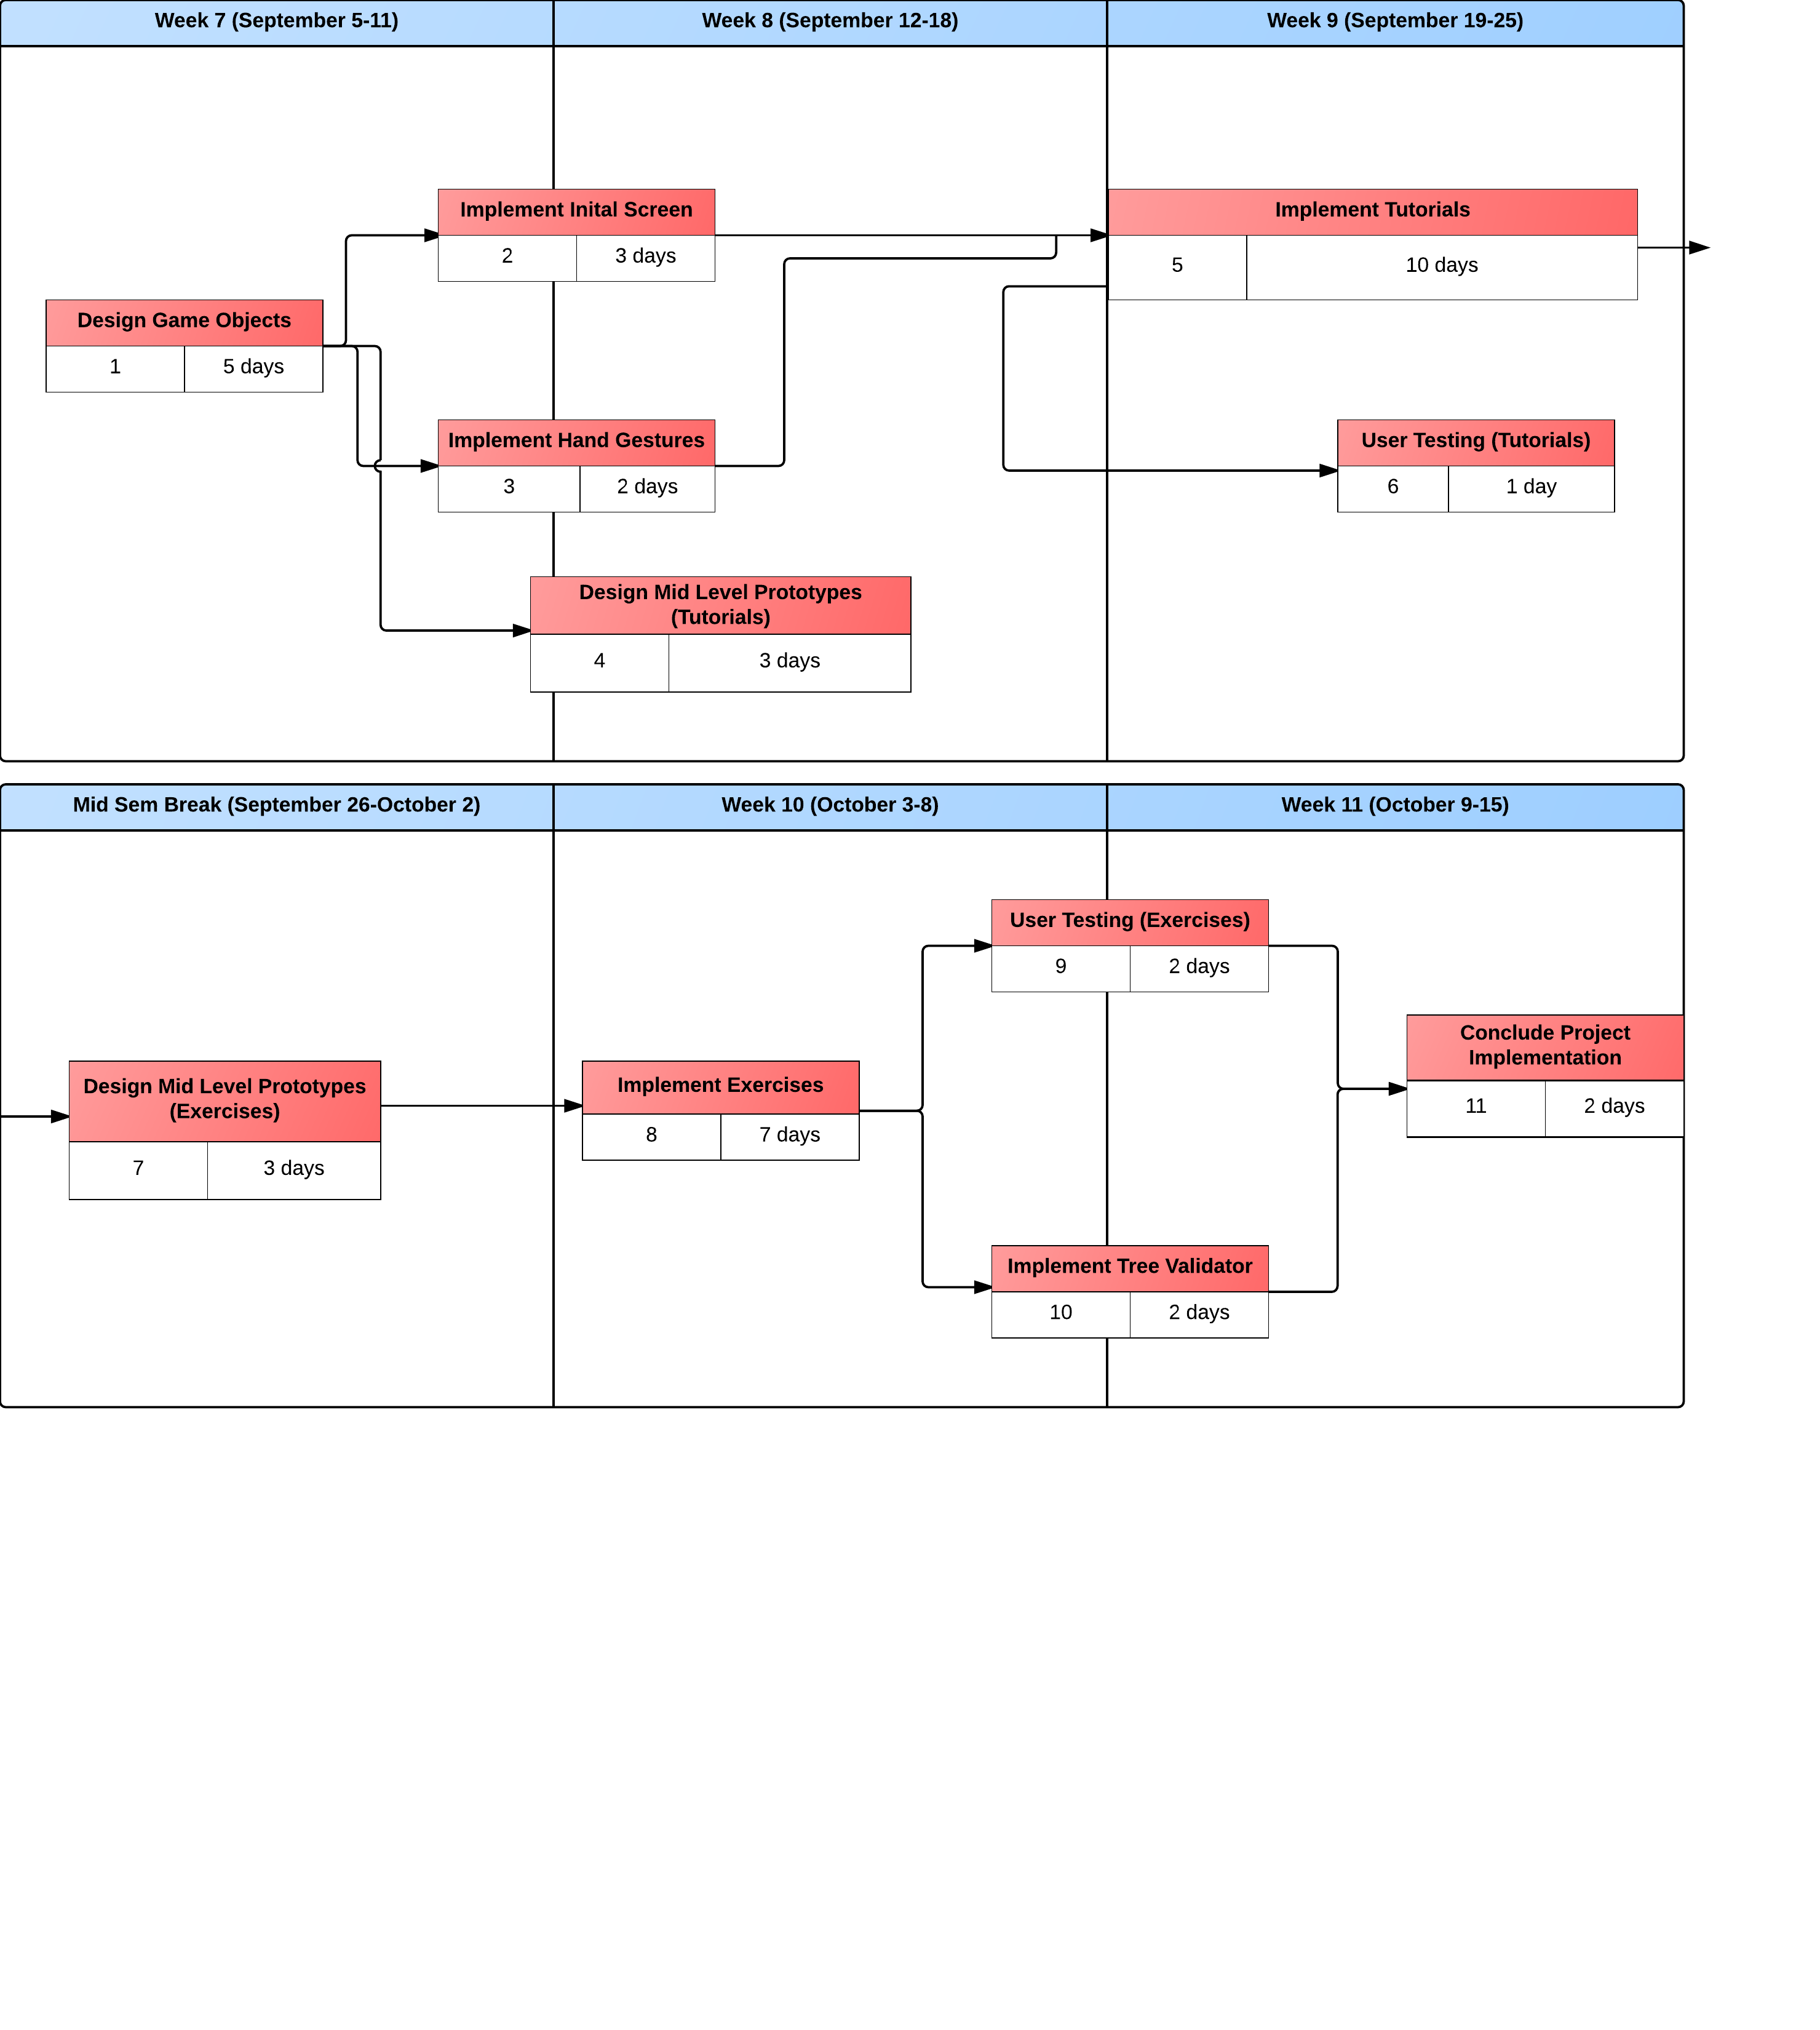 Week 7 (September 5-11)
Week 8 (September 12-18)
Week 9 (September 19-25)
Implement Inital Screen
2
3 days
Implement Tutorials
5
10 days
Design Game Objects
1
5 days
Implement Hand Gestures
3
2 days
User Testing (Tutorials)
6
1 day
Design Mid Level Prototypes
(Tutorials)
4
3 days
Mid Sem Break (September 26-October 2)
Week 10 (October 3-8)
Week 11 (October 9-15)
User Testing (Exercises)
9
2 days
Conclude Project
Implementation
11
2 days
Design Mid Level Prototypes
(Exercises)
7
3 days
Implement Exercises
8
7 days
Implement Tree Validator
10
2 days